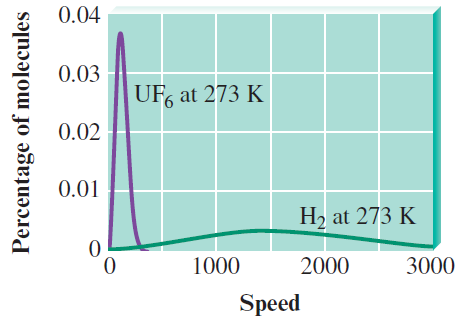 Percentage of molecules
0.04
0.03
0.02
0.01
0
UF6 at 273 K
H2 at 273 K
0 1000 2000 3000
Speed